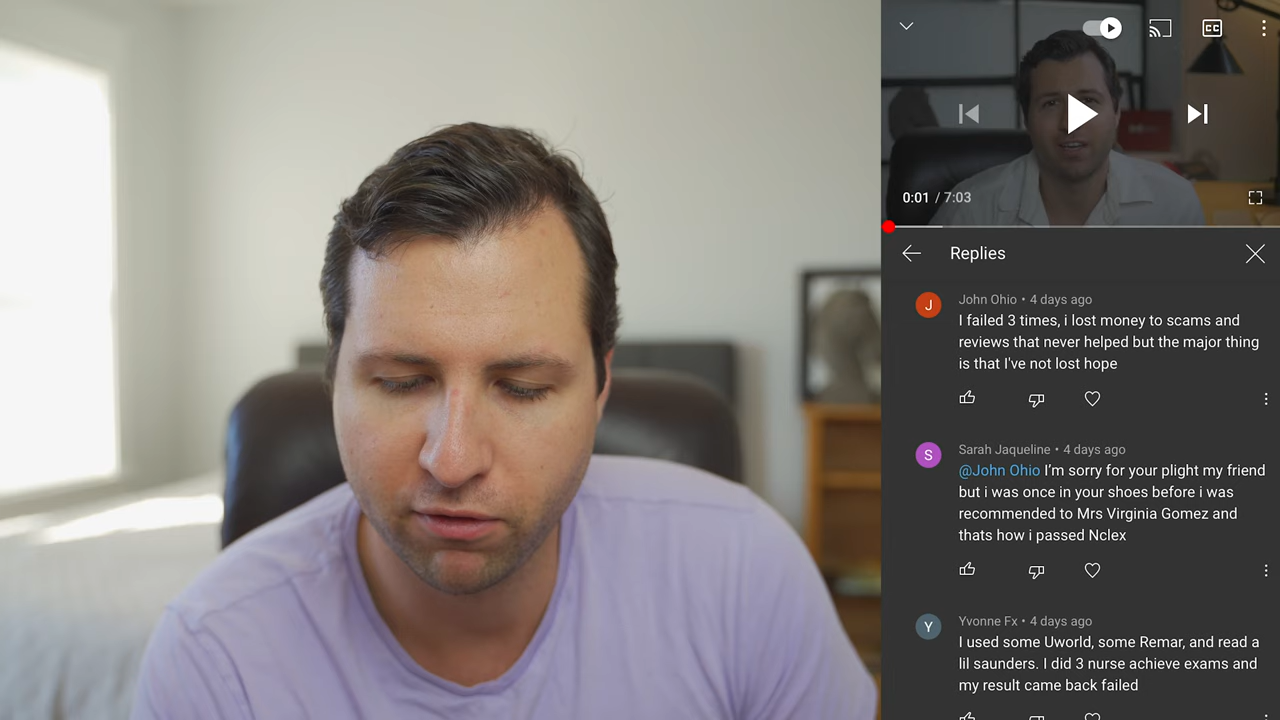 CC
0:01 / 7:03
Replies
J
John Ohio • 4 days ago
I failed 3 times, i lost money to scams and
reviews that never helped but the major thing
is that I've not lost hope
S
Sarah Jaqueline • 4 days ago
@John Ohio I'm sorry for your plight my friend
but i was once in your shoes before i was
recommended to Mrs Virginia Gomez and
thats how i passed Nclex
Y
Yvonne Fx • 4 days ago
I used some Uworld, some Remar, and read a
lil saunders. I did 3 nurse achieve exams and
my result came back failed